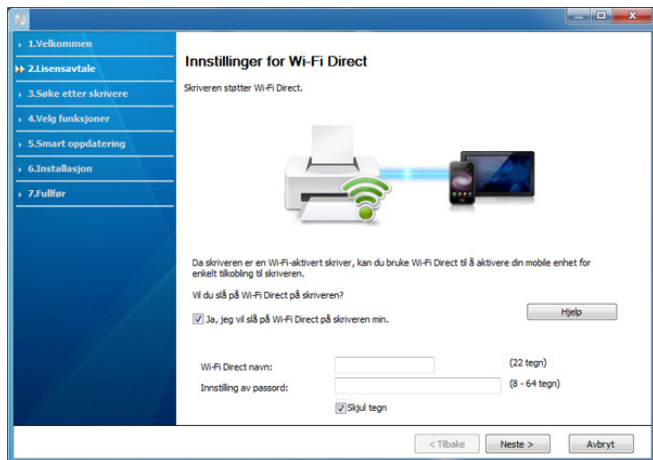 1.Velkommen
2.Lisensavtale
3.Søke etter skrivere
4.Velg funksjoner
5.Smart oppdatering
6.Installasjon
7.Fullfør
Innstillinger for Wi-Fi Direct
Skriveren støtter Wi-Fi Direct.
Da skriveren er en Wi-Fi-aktivert skriver, kan du bruke Wi-Fi Direct til å aktivere din mobile enhet for
enkelt tilkobling til skriveren.
Vil du slå på Wi-Fi Direct på skriveren?
Ja, jeg vil slå på Wi-Fi Direct på skriveren min.
Hjelp
Wi-Fi Direct navn: (22 tegn)
Innstilling av passord: (8 - 64 tegn)
Skjul tegn
< Tilbake Neste > Avbryt